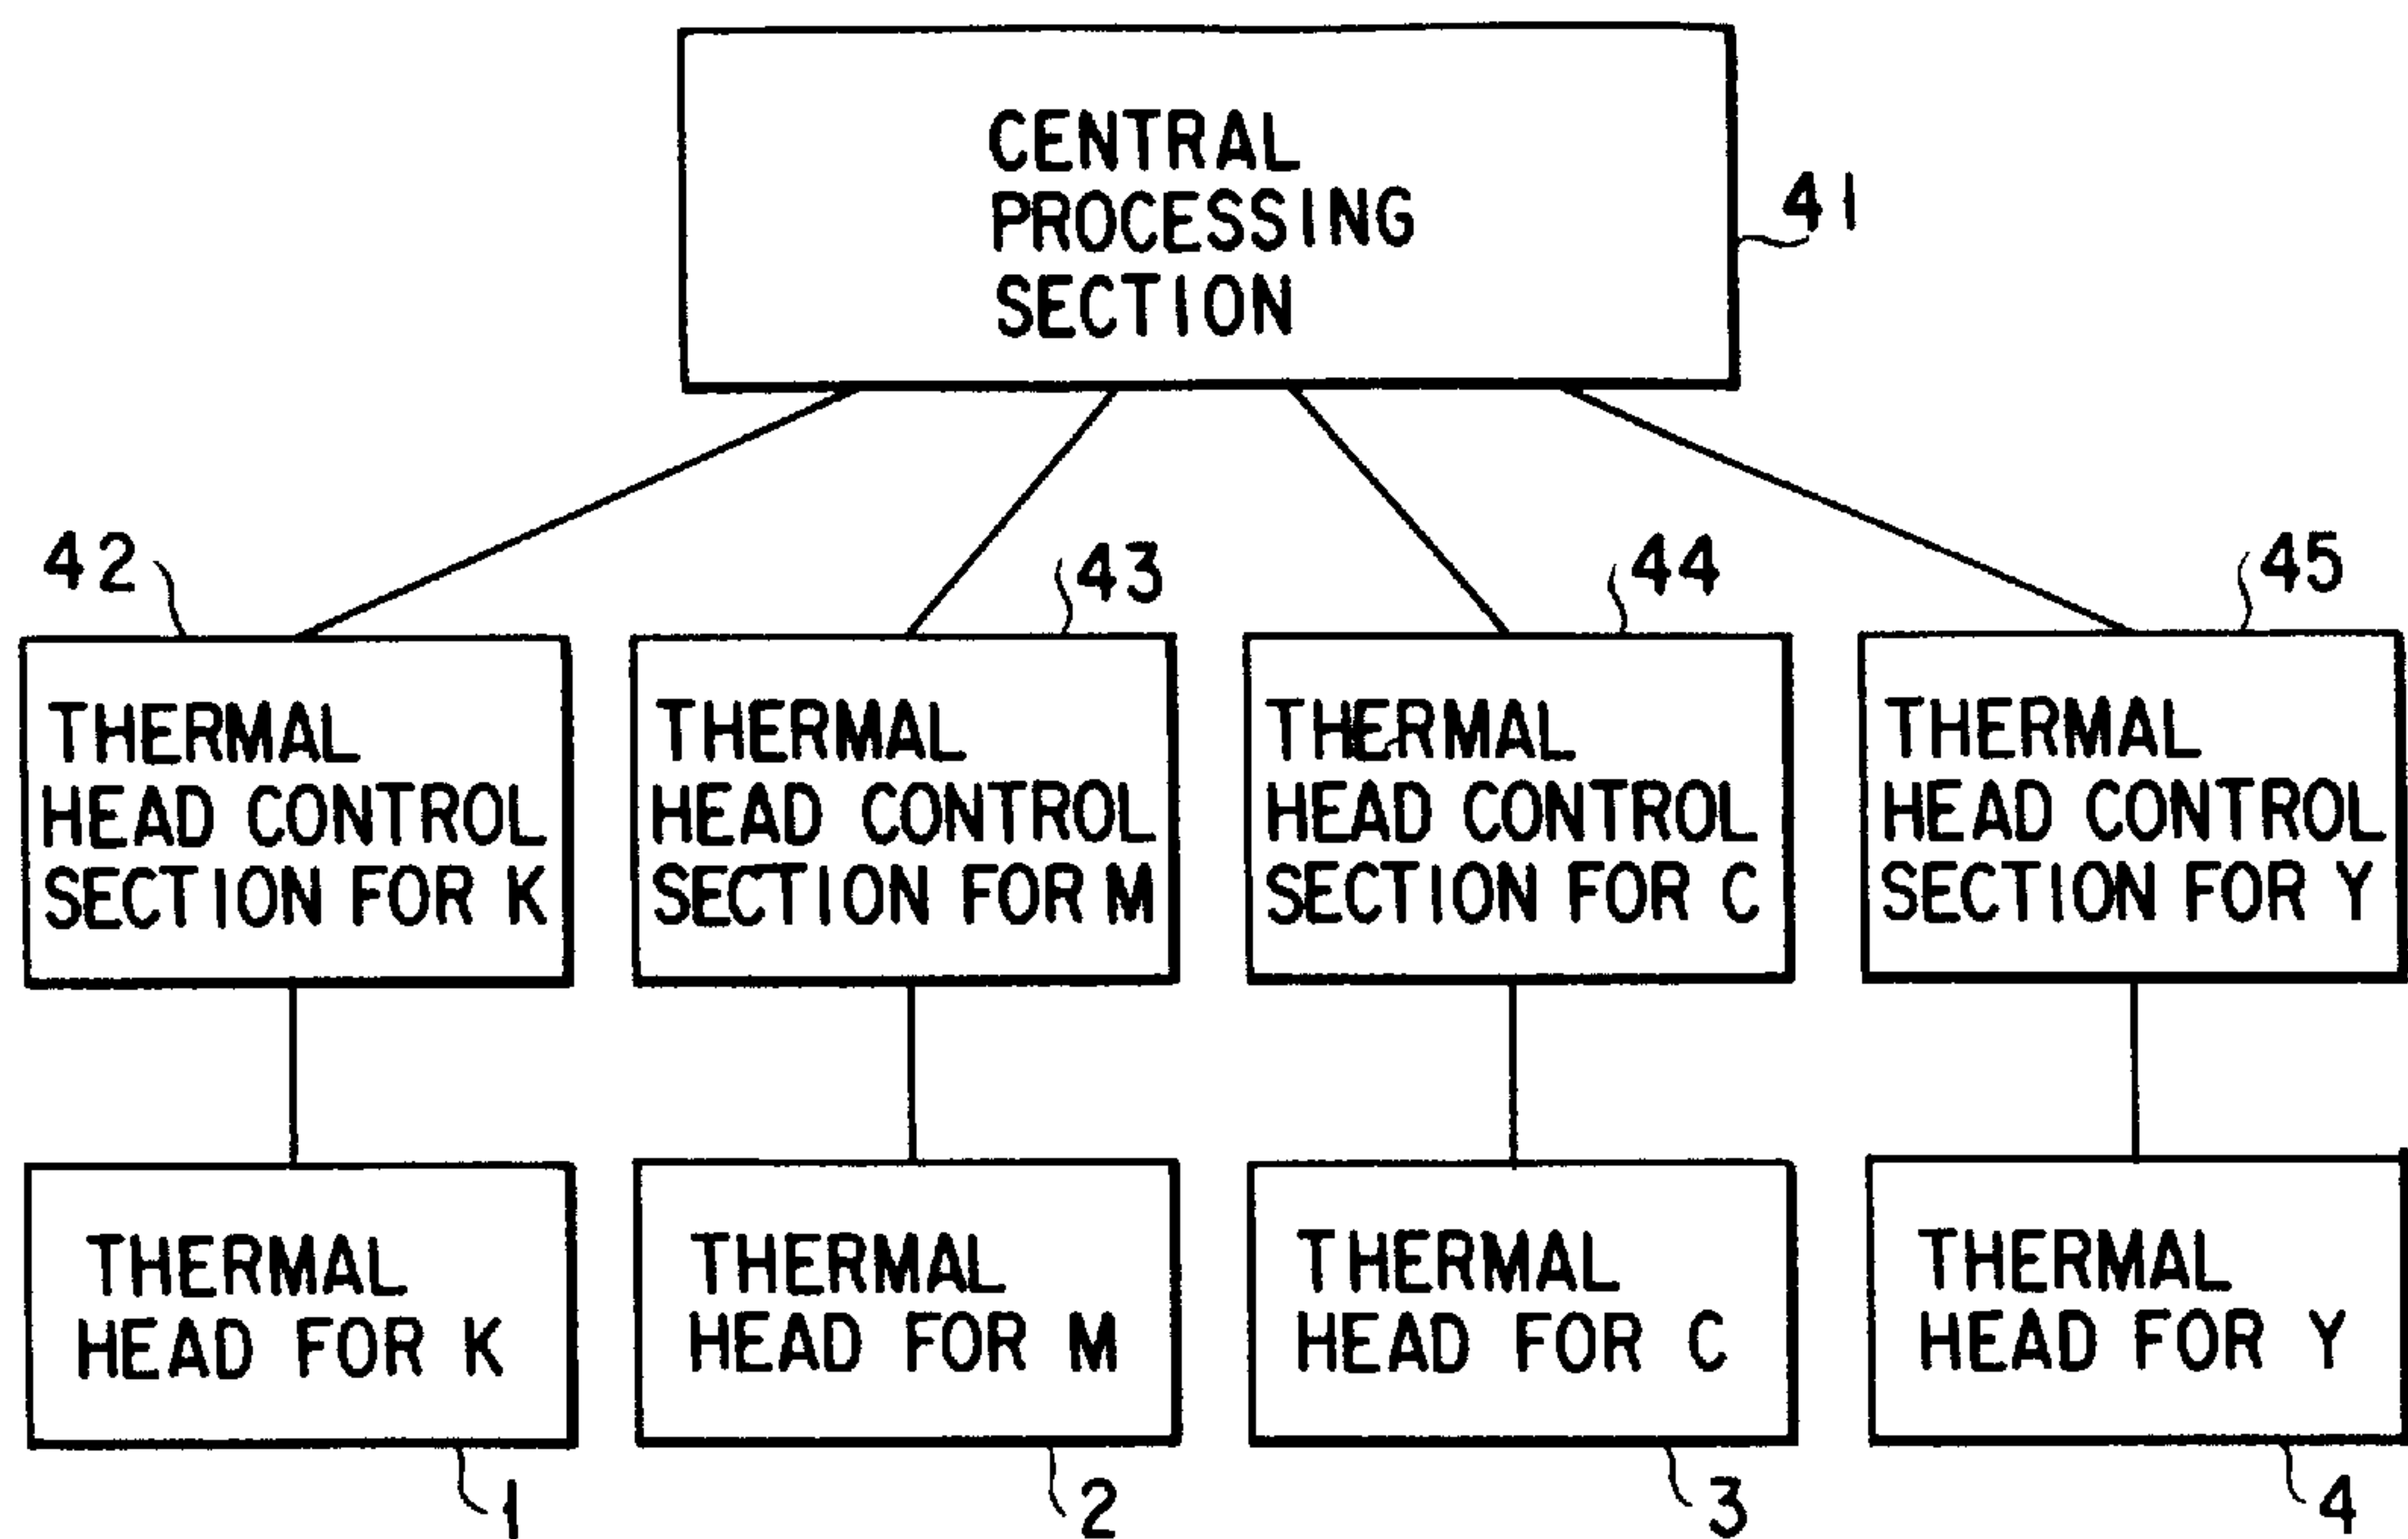 CENTRAL
PROCESSING
SECTION
41
42
43
44
45
THERMAL
HEAD CONTROL
SECTION FOR K
THERMAL
HEAD CONTROL
SECTION FOR M
THERMAL
HEAD CONTROL
SECTION FOR C
THERMAL
HEAD CONTROL
SECTION FOR Y
THERMAL
HEAD FOR K
THERMAL
HEAD FOR M
THERMAL
HEAD FOR C
THERMAL
HEAD FOR Y
1
2
3
4